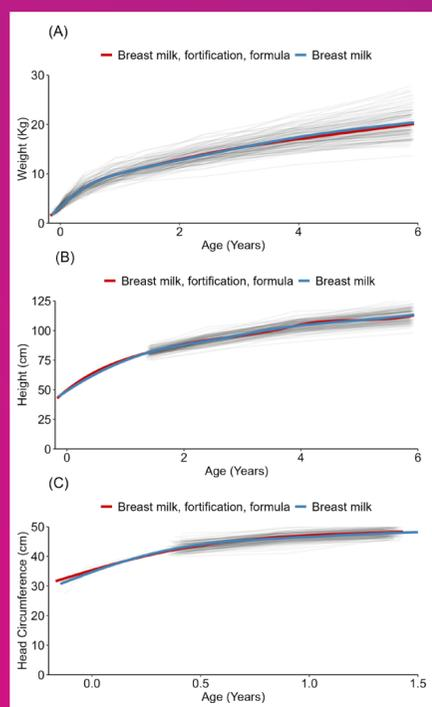 (A)
Breast milk, fortification, formula Breast milk
30
20
10
0
Weight (Kg)
0 2 4 6
Age (Years)
(B)
Breast milk, fortification, formula Breast milk
125
100
75
50
25
0
Height (cm)
0 2 4 6
Age (Years)
(C)
Breast milk, fortification, formula Breast milk
50
40
30
20
10
0
Head Circumference (cm)
0.0 0.5 1.0 1.5
Age (Years)